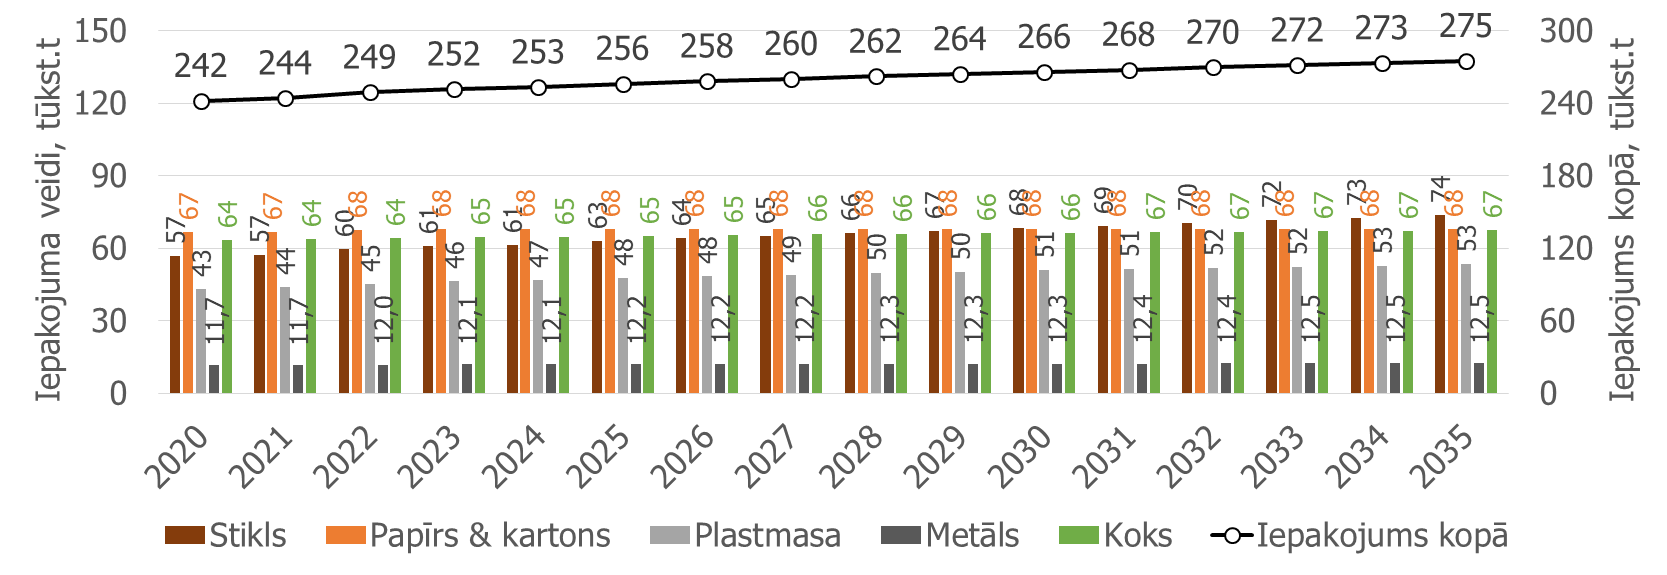 Iepakojuma veidi, tūkst.t
150
120
90
60
30
0
242 244 249 252 253 256 258 260 262 264 266 268 270 272 273 275
57 67 43 11,7 64
57 67 44 11,7 64
60 68 45 12,0 64
61 68 46 12,1 65
61 68 47 12,1 65
63 68 48 12,2 65
64 68 48 12,2 65
65 68 49 12,2 66
66 68 50 12,3 66
67 68 50 12,3 66
68 68 51 12,3 66
69 68 51 12,4 67
70 68 52 12,4 67
72 68 52 12,5 67
73 68 53 12,5 67
74 68 53 12,5 67
300
240
180
120
60
0
Iepakojums kopā, tūkst.t
2020 2021 2022 2023 2024 2025 2026 2027 2028 2029 2030 2031 2032 2033 2034 2035
Stikls Papīrs & kartons Plastmasa Metāls Koks Iepakojums kopā